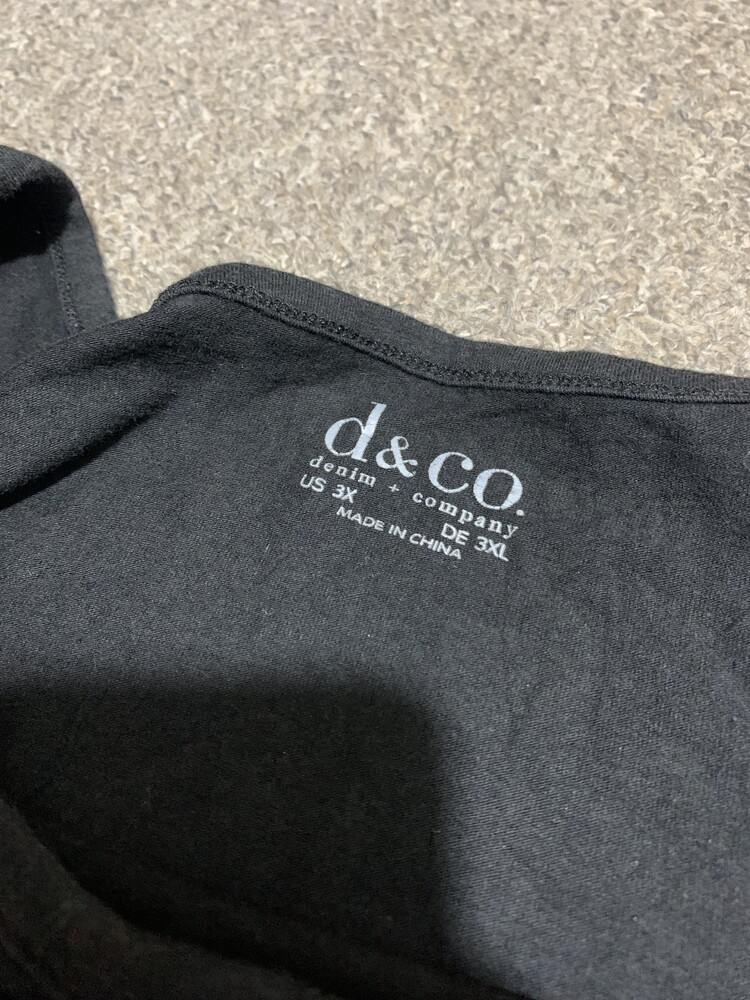 d&co.
denim + company
US 3X DE 3XL
MADE IN CHINA